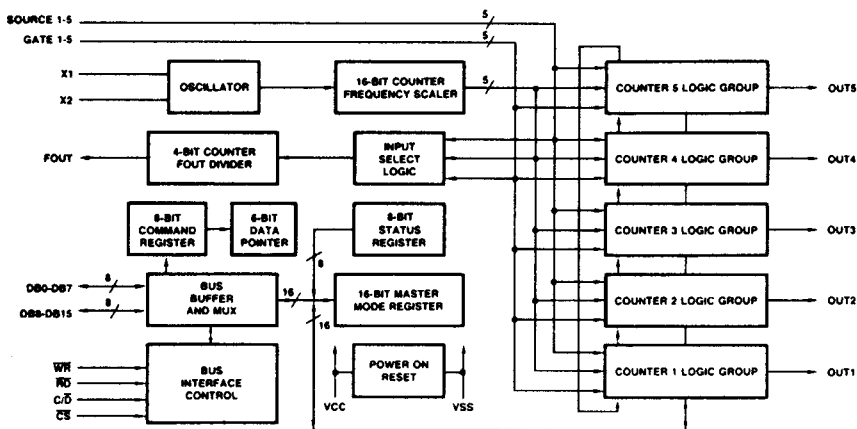 SOURCE 1-5
5
GATE 1-5
5
X1
X2
OSCILLATOR
16-BIT COUNTER
FREQUENCY SCALER
5
COUNTER 5 LOGIC GROUP
OUT5
FOUT
4-BIT COUNTER
FOUT DIVIDER
INPUT
SELECT
LOGIC
COUNTER 4 LOGIC GROUP
OUT4
8-BIT
COMMAND
REGISTER
6-BIT
DATA
POINTER
8-BIT
STATUS
REGISTER
COUNTER 3 LOGIC GROUP
OUT3
8
DB0-DB7
8
DB8-DB15
8
BUS
BUFFER
AND MUX
16
16-BIT MASTER
MODE REGISTER
16
COUNTER 2 LOGIC GROUP
OUT2
WR
RD
C/D
CS
BUS
INTERFACE
CONTROL
POWER ON
RESET
VCC
VSS
COUNTER 1 LOGIC GROUP
OUT1